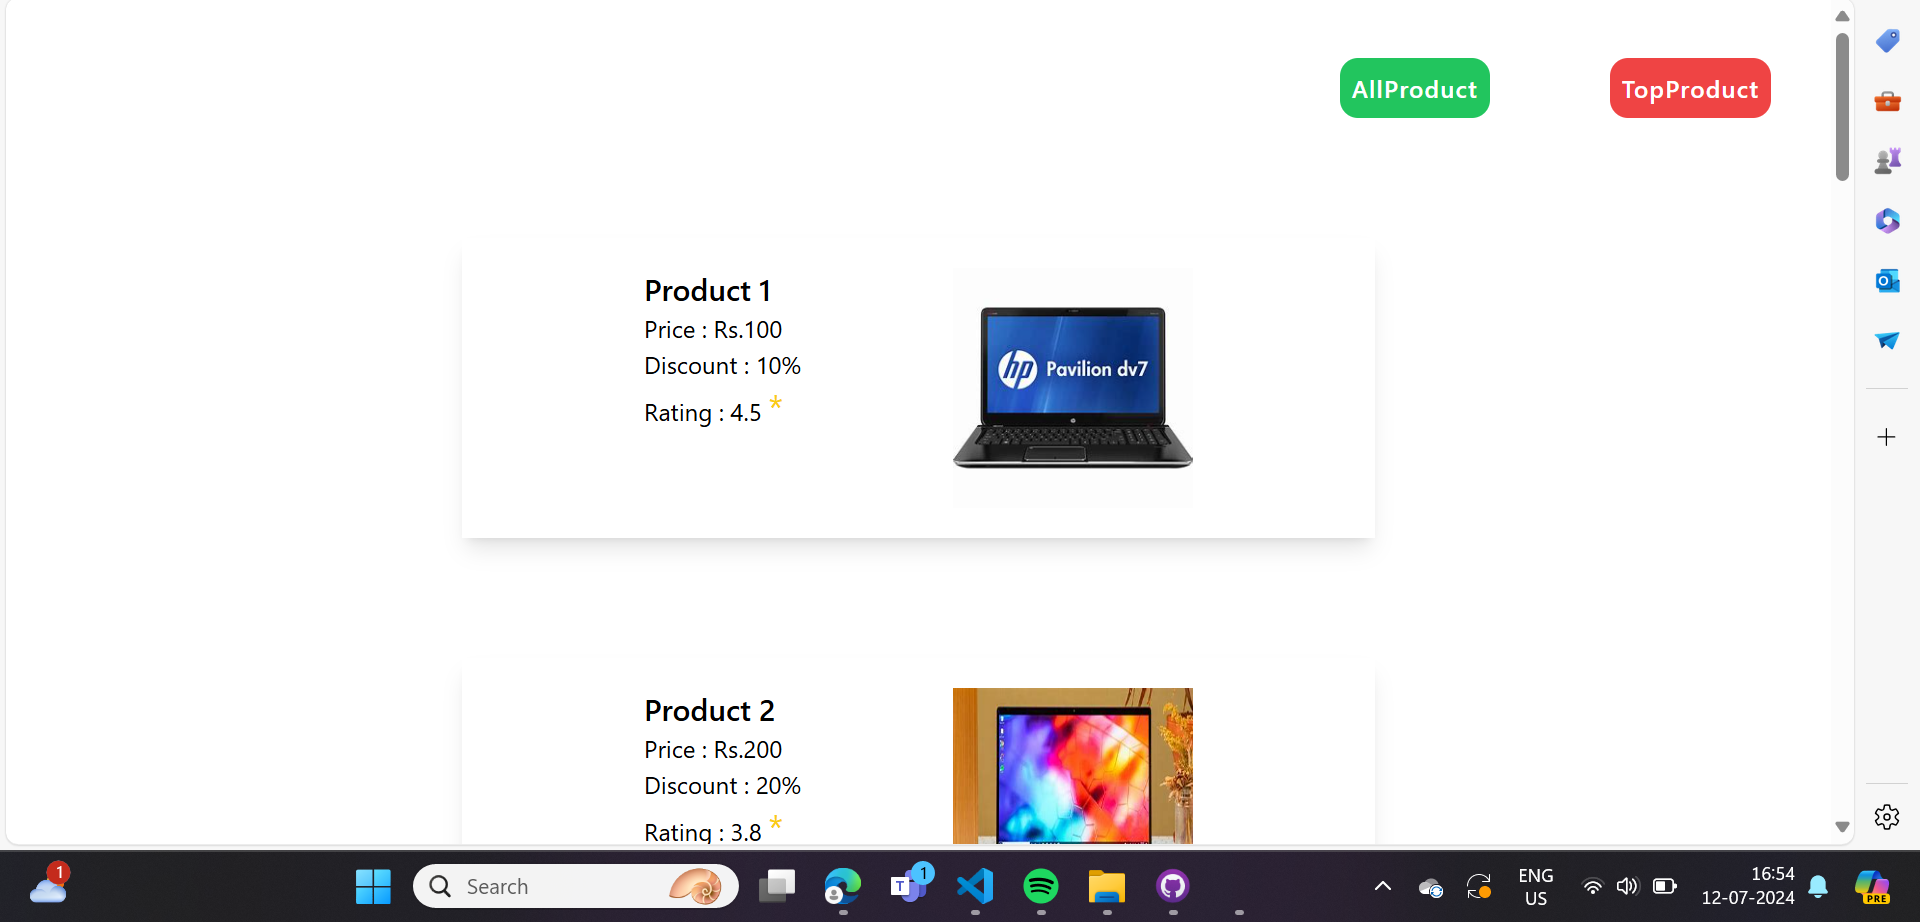 AllProduct
TopProduct
Product 1
Price : Rs.100
Discount : 10%
Rating : 4.5 *
hp Pavilion dv7
Product 2
Price : Rs.200
Discount : 20%
Rating : 3.8 *
1
Search
T
1
ENG
US
16:54
12-07-2024
PRE